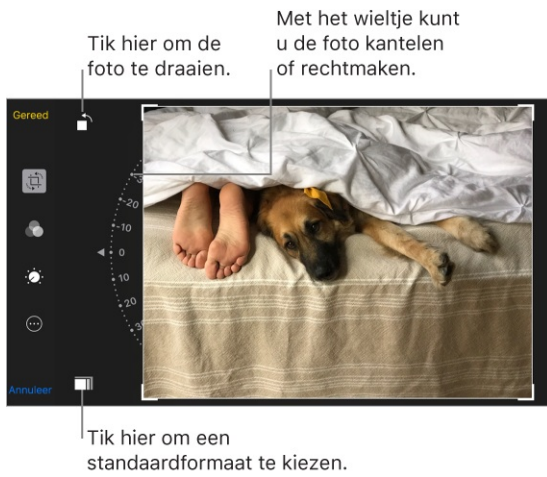 Met het wieltje kunt
u de foto kantelen
of rechtmaken.
Tik hier om de
foto te draaien.
Gereed
-20
-10
0
10
20
Annuleer
Tik hier om een
standaardformaat te kiezen.